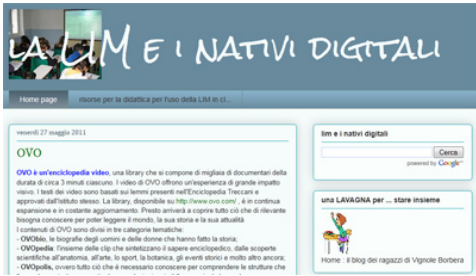 la LIM e i nativi digitali
Home page
risorse per la didattica per l'uso della LIM in cl...
venerdì 27 maggio 2011
OVO
OVO è un'enciclopedia video, una library che si compone di migliaia di documentari della
durata di circa 3 minuti ciascuno. I video di OVO offrono un'esperienza di grande impatto
visivo. I testi dei video sono basati sui lemmi presenti nell'Enciclopedia Treccani e
approvati dall'Istituto stesso. La library, disponibile su http://www.ovo.com/ , è in continua
espansione e in costante aggiornamento. Presto arriverà a coprire tutto ciò che di rilevante
bisogna conoscere per poter leggere il mondo, la sua storia e la sua attualità
I contenuti di OVO sono divisi in tre categorie tematiche:
- OVObio, le biografie degli uomini e delle donne che hanno fatto la storia;
- OVOpedia, l'insieme delle clip che sintetizzano il sapere enciclopedico, dalle scoperte
scientifiche all'anatomia, all'arte, lo sport, la botanica, gli eventi storici e molto altro ancora;
- OVOpolis, ovvero tutto ciò che è necessario conoscere per comprendere le strutture che
lim e i nativi digitali
Cerca
powered by Google™
una LAVAGNA per ... stare insieme
Home : il blog dei ragazzi di Vignole Borbera